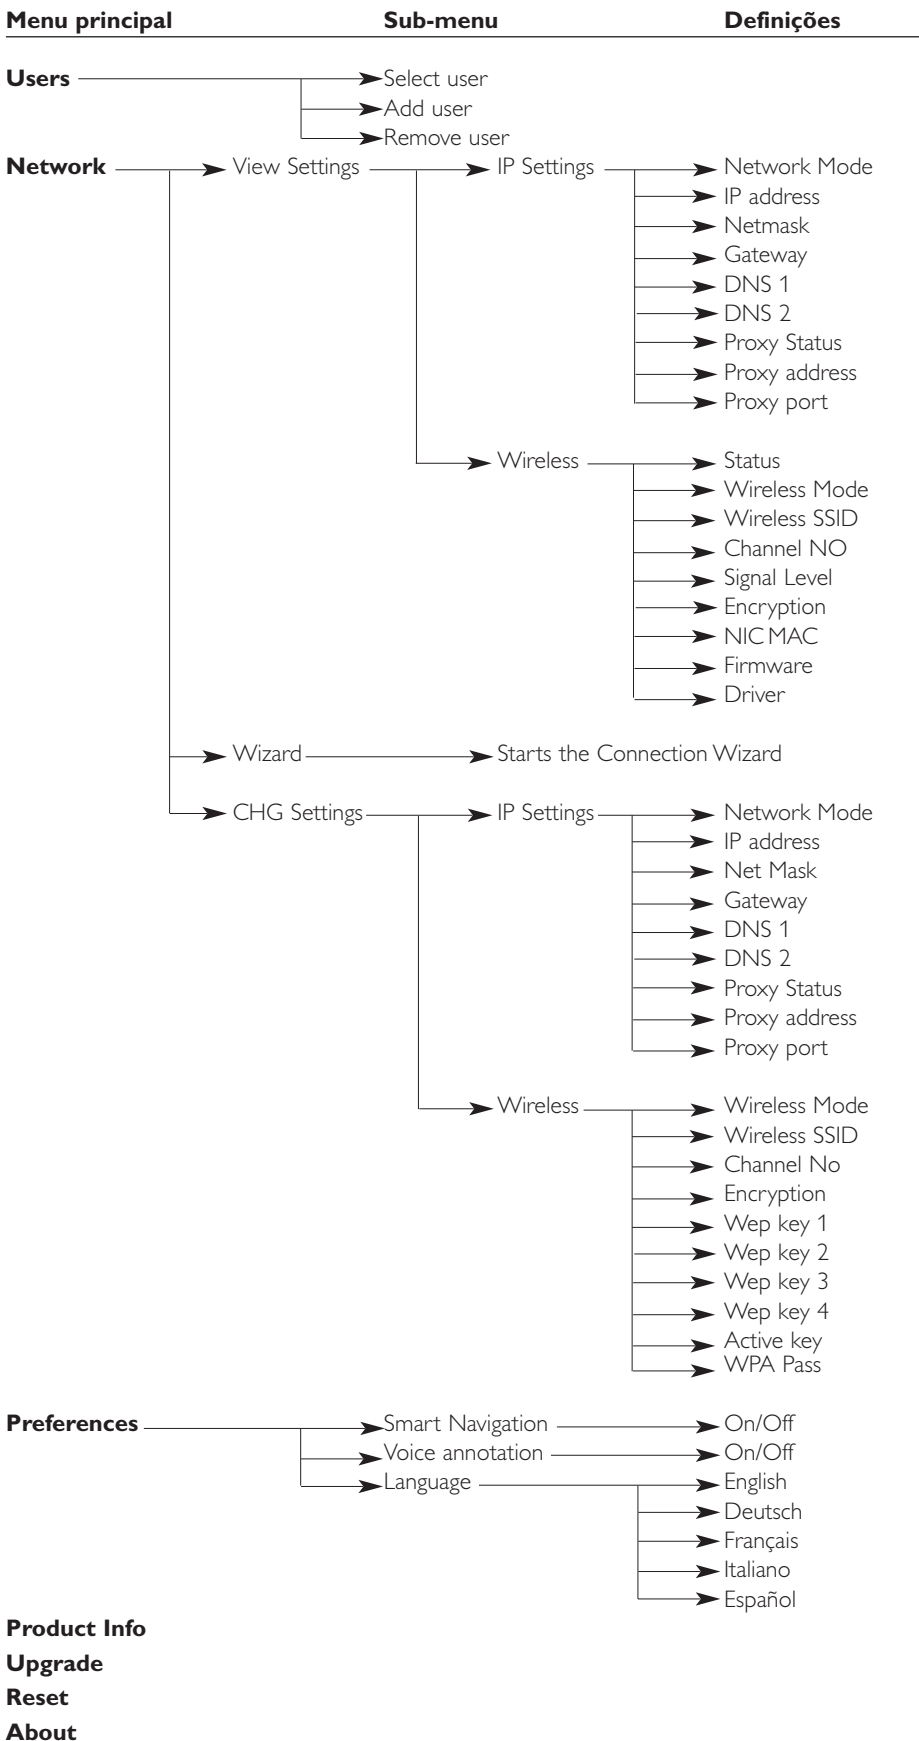 Menu principal Sub-menu Definições
Users Select user
Add user
Remove user
Network View Settings IP Settings Network Mode
IP address
Netmask
Gateway
DNS 1
DNS 2
Proxy Status
Proxy address
Proxy port
Wireless Status
Wireless Mode
Wireless SSID
Channel NO
Signal Level
Encryption
NIC MAC
Firmware
Driver
Wizard Starts the Connection Wizard
CHG Settings IP Settings Network Mode
IP address
Net Mask
Gateway
DNS 1
DNS 2
Proxy Status
Proxy address
Proxy port
Wireless Wireless Mode
Wireless SSID
Channel No
Encryption
Wep key 1
Wep key 2
Wep key 3
Wep key 4
Active key
WPA Pass
Preferences Smart Navigation On/Off
Voice annotation On/Off
Language English
Deutsch
Français
Italiano
Español
Product Info
Upgrade
Reset
About